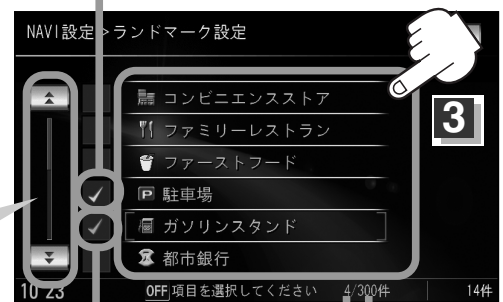 NAVI設定>ランドマーク設定
コンビニエンスストア
ファミリーレストラン
3
ファーストフード
P 駐車場
ガソリンスタンド
都市銀行
10 23 OFF 項目を選択してください 4/300件 14件